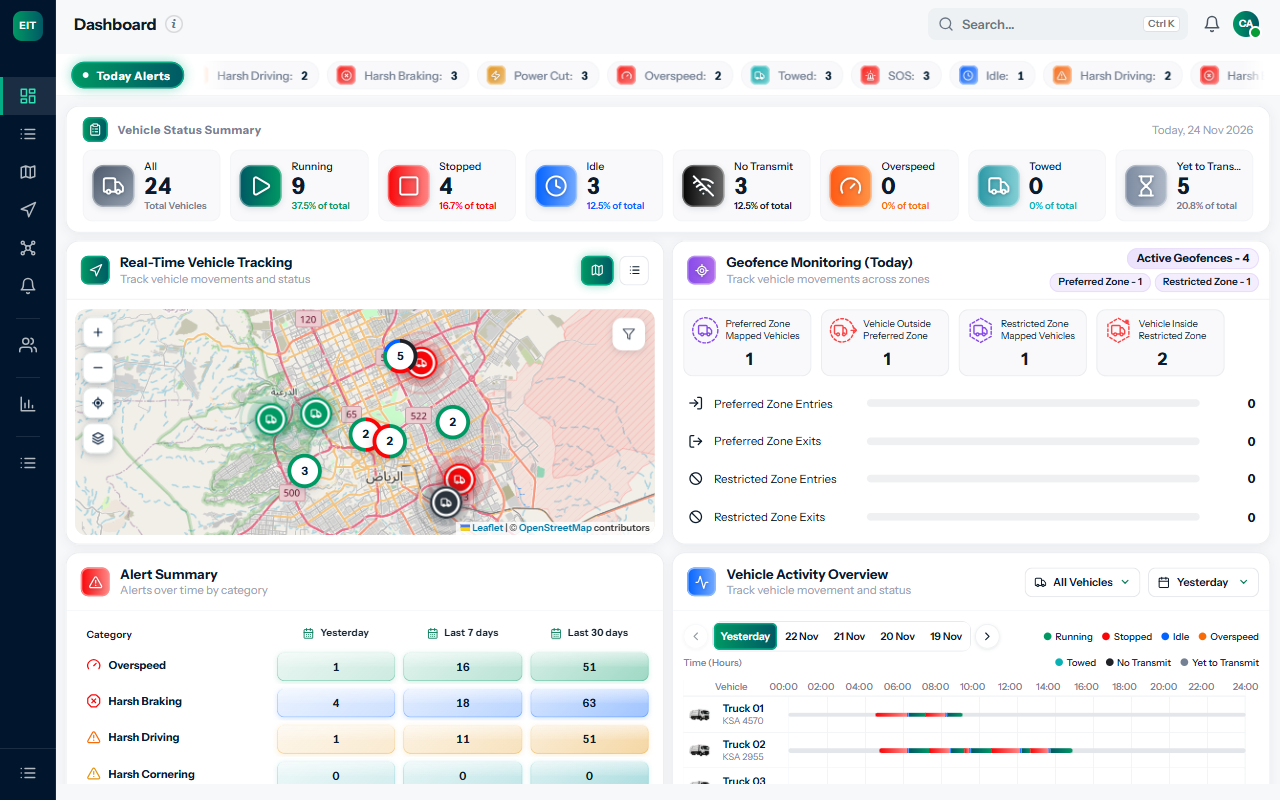 EIT
Dashboard
Search...
Ctrl K
CA
Today Alerts
Harsh Driving: 2
Harsh Braking: 3
Power Cut: 3
Overspeed: 2
Towed: 3
SOS: 3
Idle: 1
Harsh Driving: 2
Harsh
Vehicle Status Summary
Today, 24 Nov 2026
All
24
Total Vehicles
Running
9
37.5% of total
Stopped
4
16.7% of total
Idle
3
12.5% of total
No Transmit
3
12.5% of total
Overspeed
0
0% of total
Towed
0
0% of total
Yet to Trans...
5
20.8% of total
Real-Time Vehicle Tracking
Track vehicle movements and status
120
5
الدرعية
65
522
2
2
2
3
الرياض
500
Leaflet | © OpenStreetMap contributors
Geofence Monitoring (Today)
Track vehicle movements across zones
Active Geofences - 4
Preferred Zone - 1
Restricted Zone - 1
Preferred Zone
Mapped Vehicles
1
Vehicle Outside
Preferred Zone
1
Restricted Zone
Mapped Vehicles
1
Vehicle Inside
Restricted Zone
2
Preferred Zone Entries 0
Preferred Zone Exits 0
Restricted Zone Entries 0
Restricted Zone Exits 0
Alert Summary
Alerts over time by category
Category Yesterday Last 7 days Last 30 days
Overspeed 1 16 51
Harsh Braking 4 18 63
Harsh Driving 1 11 51
Harsh Cornering 0 0 0
Vehicle Activity Overview
Track vehicle movement and status
All Vehicles
Yesterday
Yesterday 22 Nov 21 Nov 20 Nov 19 Nov
Running Stopped Idle Overspeed
Time (Hours)
Towed No Transmit Yet to Transmit
Vehicle 00:00 02:00 04:00 06:00 08:00 10:00 12:00 14:00 16:00 18:00 20:00 22:00 24:00
Truck 01
KSA 4570
Truck 02
KSA 2955
Truck 03